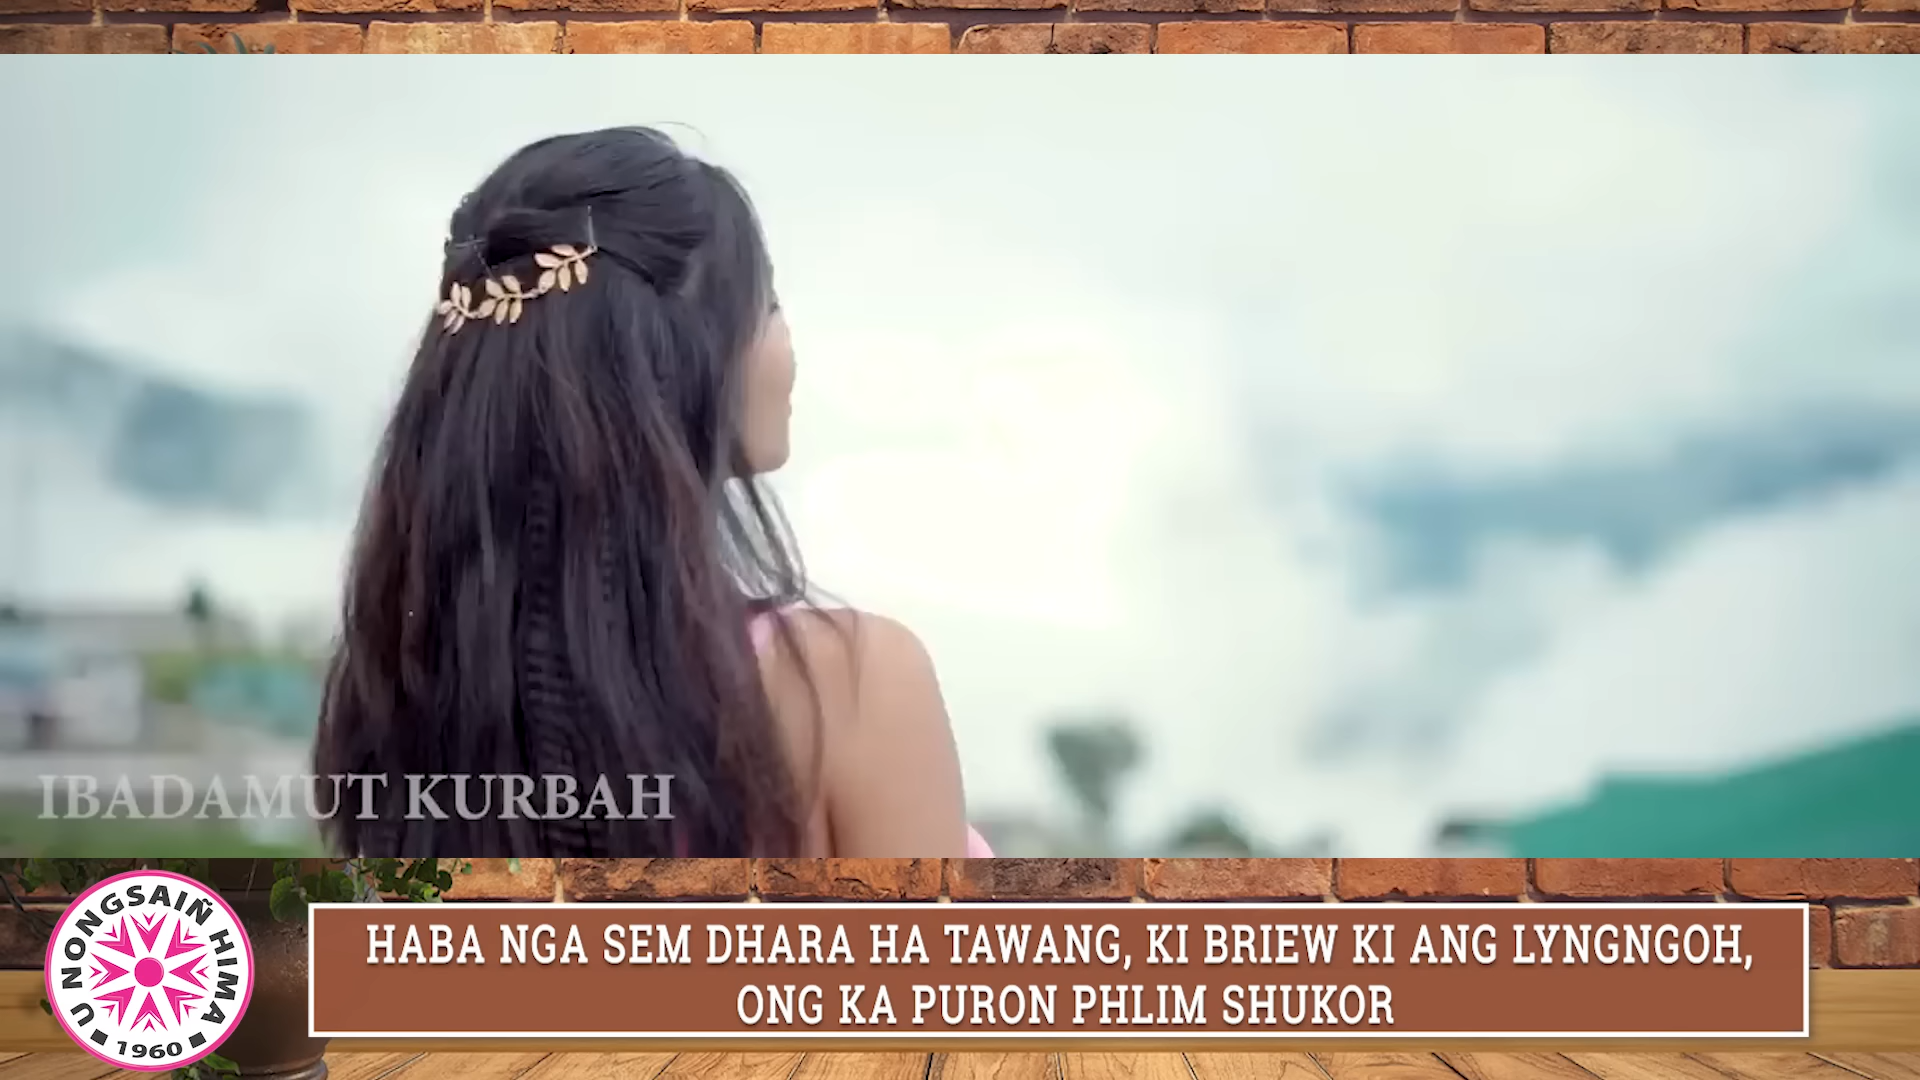 IBADAMUT KURBAH
U NONGSAIÑ HIMA
1960
HABA NGA SEM DHARA HA TAWANG, KI BRIEW KI ANG LYNGNGOH,
ONG KA PURON PHLIM SHUKOR